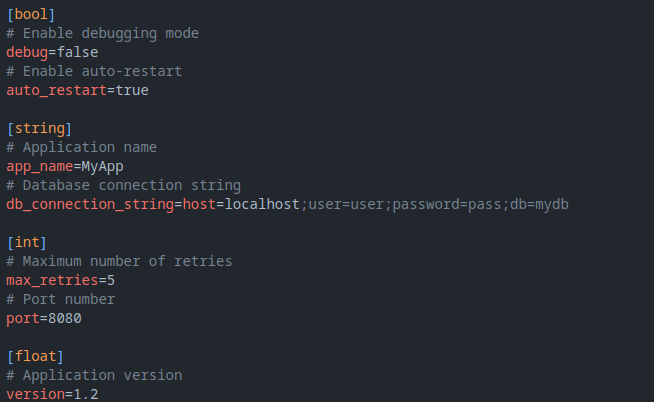 [bool]
# Enable debugging mode
debug=false
# Enable auto-restart
auto_restart=true
[string]
# Application name
app_name=MyApp
# Database connection string
db_connection_string=host=localhost;user=user;password=pass;db=mydb
[int]
# Maximum number of retries
max_retries=5
# Port number
port=8080
[float]
# Application version
version=1.2